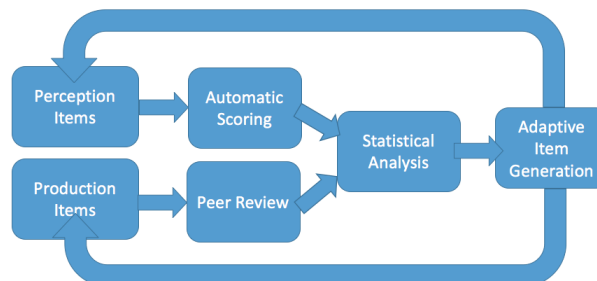 Perception
Items
Automatic
Scoring
Statistical
Analysis
Adaptive
Item
Generation
Production
Items
Peer Review